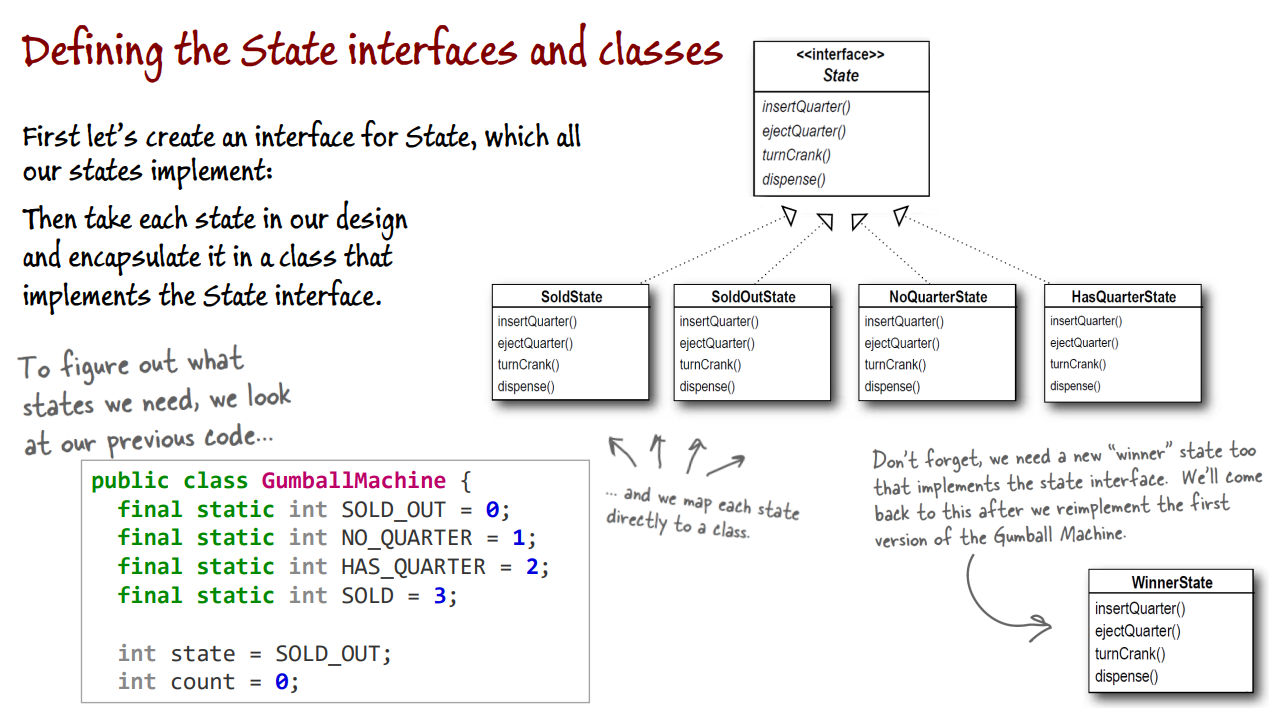 Defining the State interfaces and classes
First let's create an interface for State, which all
our states implement:
Then take each state in our design
and encapsulate it in a class that
implements the State interface.
<<interface>>
State
insertQuarter()
ejectQuarter()
turnCrank()
dispense()
SoldState
insertQuarter()
ejectQuarter()
turnCrank()
dispense()
SoldOutState
insertQuarter()
ejectQuarter()
turnCrank()
dispense()
NoQuarterState
insertQuarter()
ejectQuarter()
turnCrank()
dispense()
HasQuarterState
insertQuarter()
ejectQuarter()
turnCrank()
dispense()
To figure out what
states we need, we look
at our previous code...
public class GumballMachine {
final static int SOLD_OUT = 0;
final static int NO_QUARTER = 1;
final static int HAS_QUARTER = 2;
final static int SOLD = 3;
int state = SOLD_OUT;
int count = 0;
... and we map each state
directly to a class.
Don't forget, we need a new "winner" state too
that implements the state interface. We'll come
back to this after we reimplement the first
version of the Gumball Machine.
WinnerState
insertQuarter()
ejectQuarter()
turnCrank()
dispense()